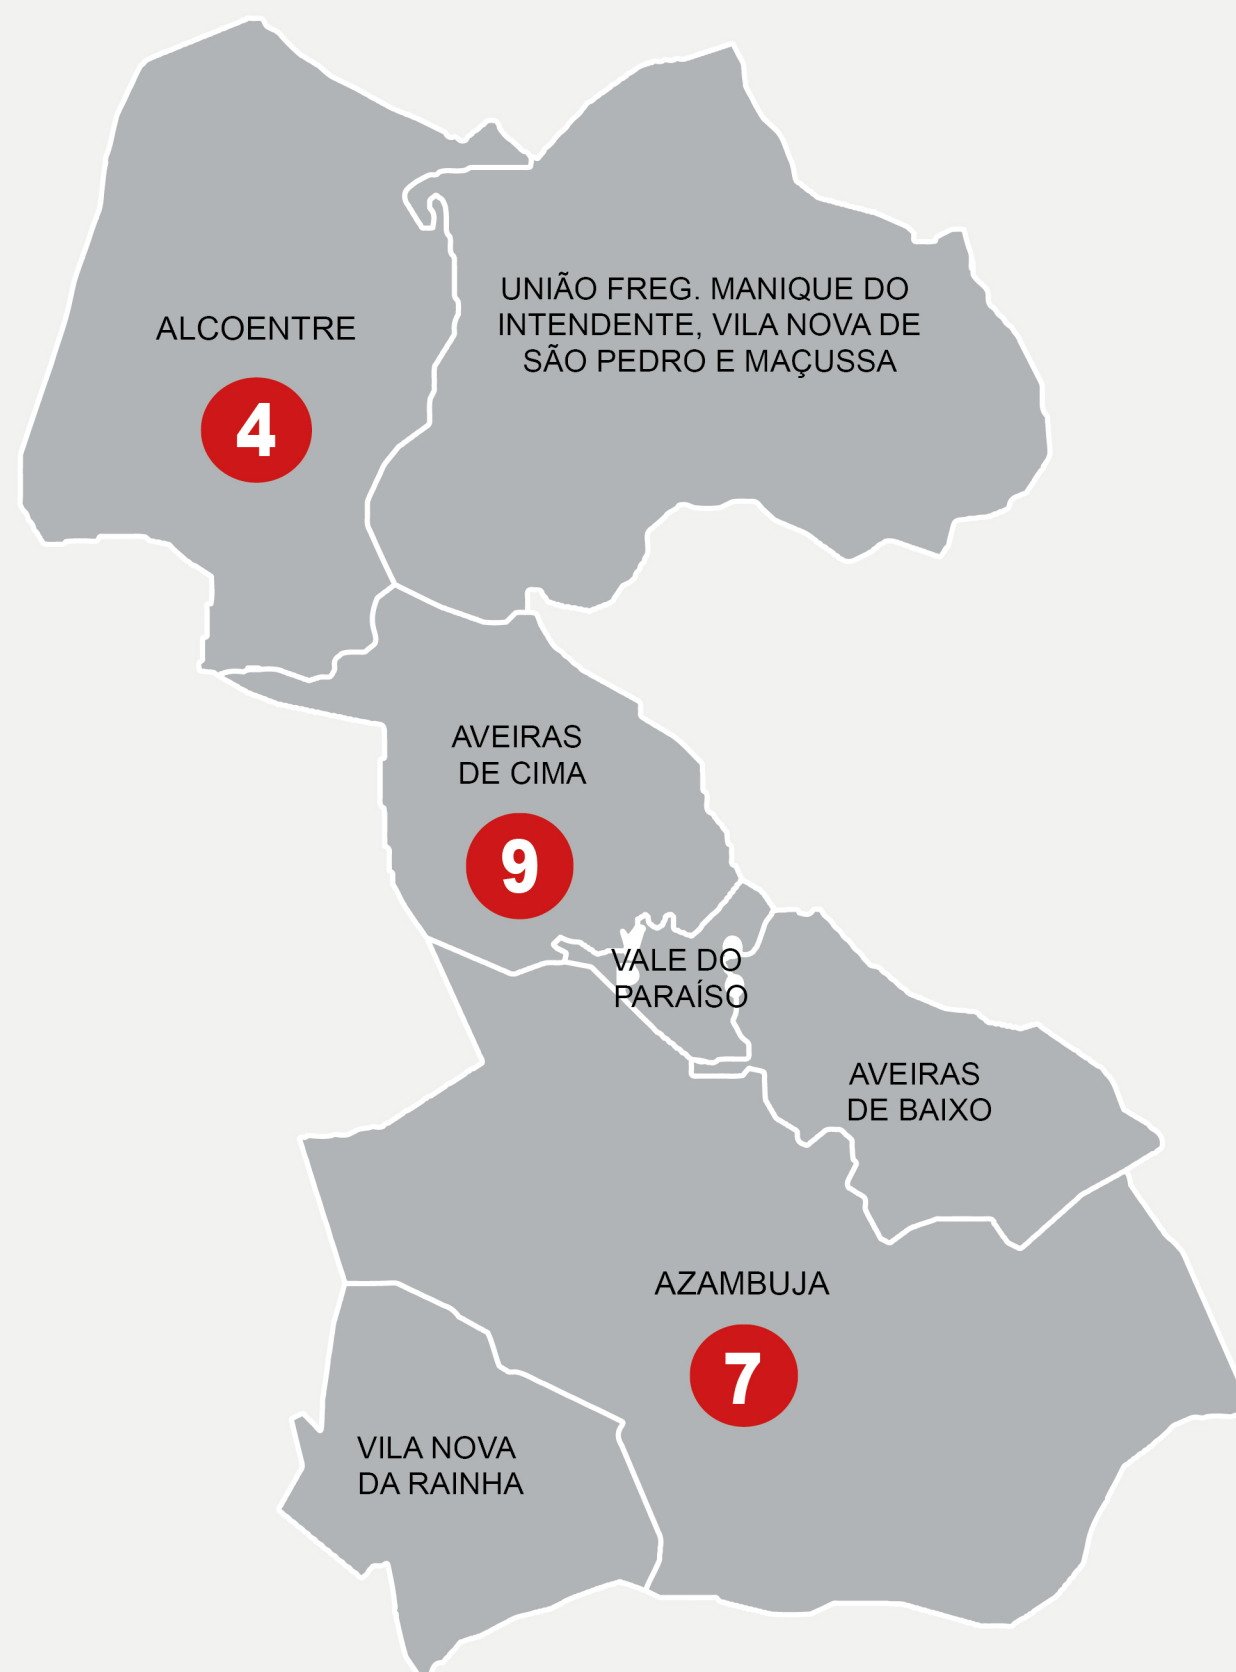 UNIÃO FREG. MANIQUE DO
INTENDENTE, VILA NOVA DE
SÃO PEDRO E MAÇUSSA
ALCOENTRE
4
AVEIRAS
DE CIMA
9
VALE DO
PARAÍSO
AVEIRAS
DE BAIXO
AZAMBUJA
7
VILA NOVA
DA RAINHA